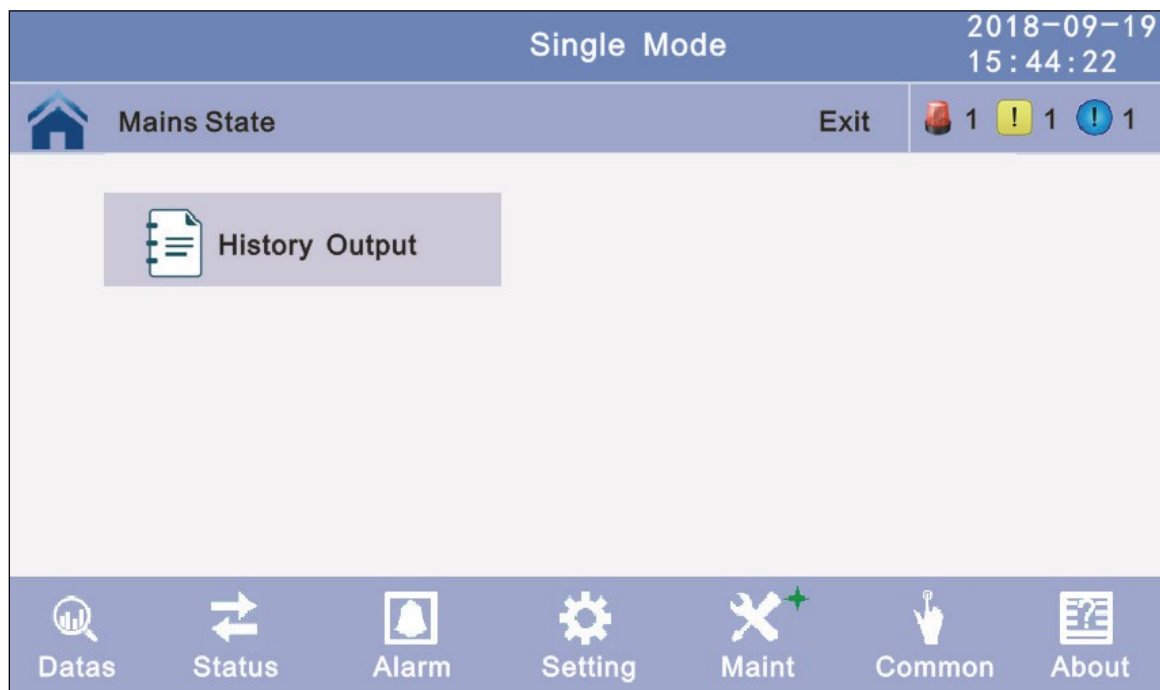 Single Mode
2018-09-19
15:44:22
Mains State
Exit
1
! 1
! 1
History Output
Datas
Status
Alarm
Setting
Maint
Common
About